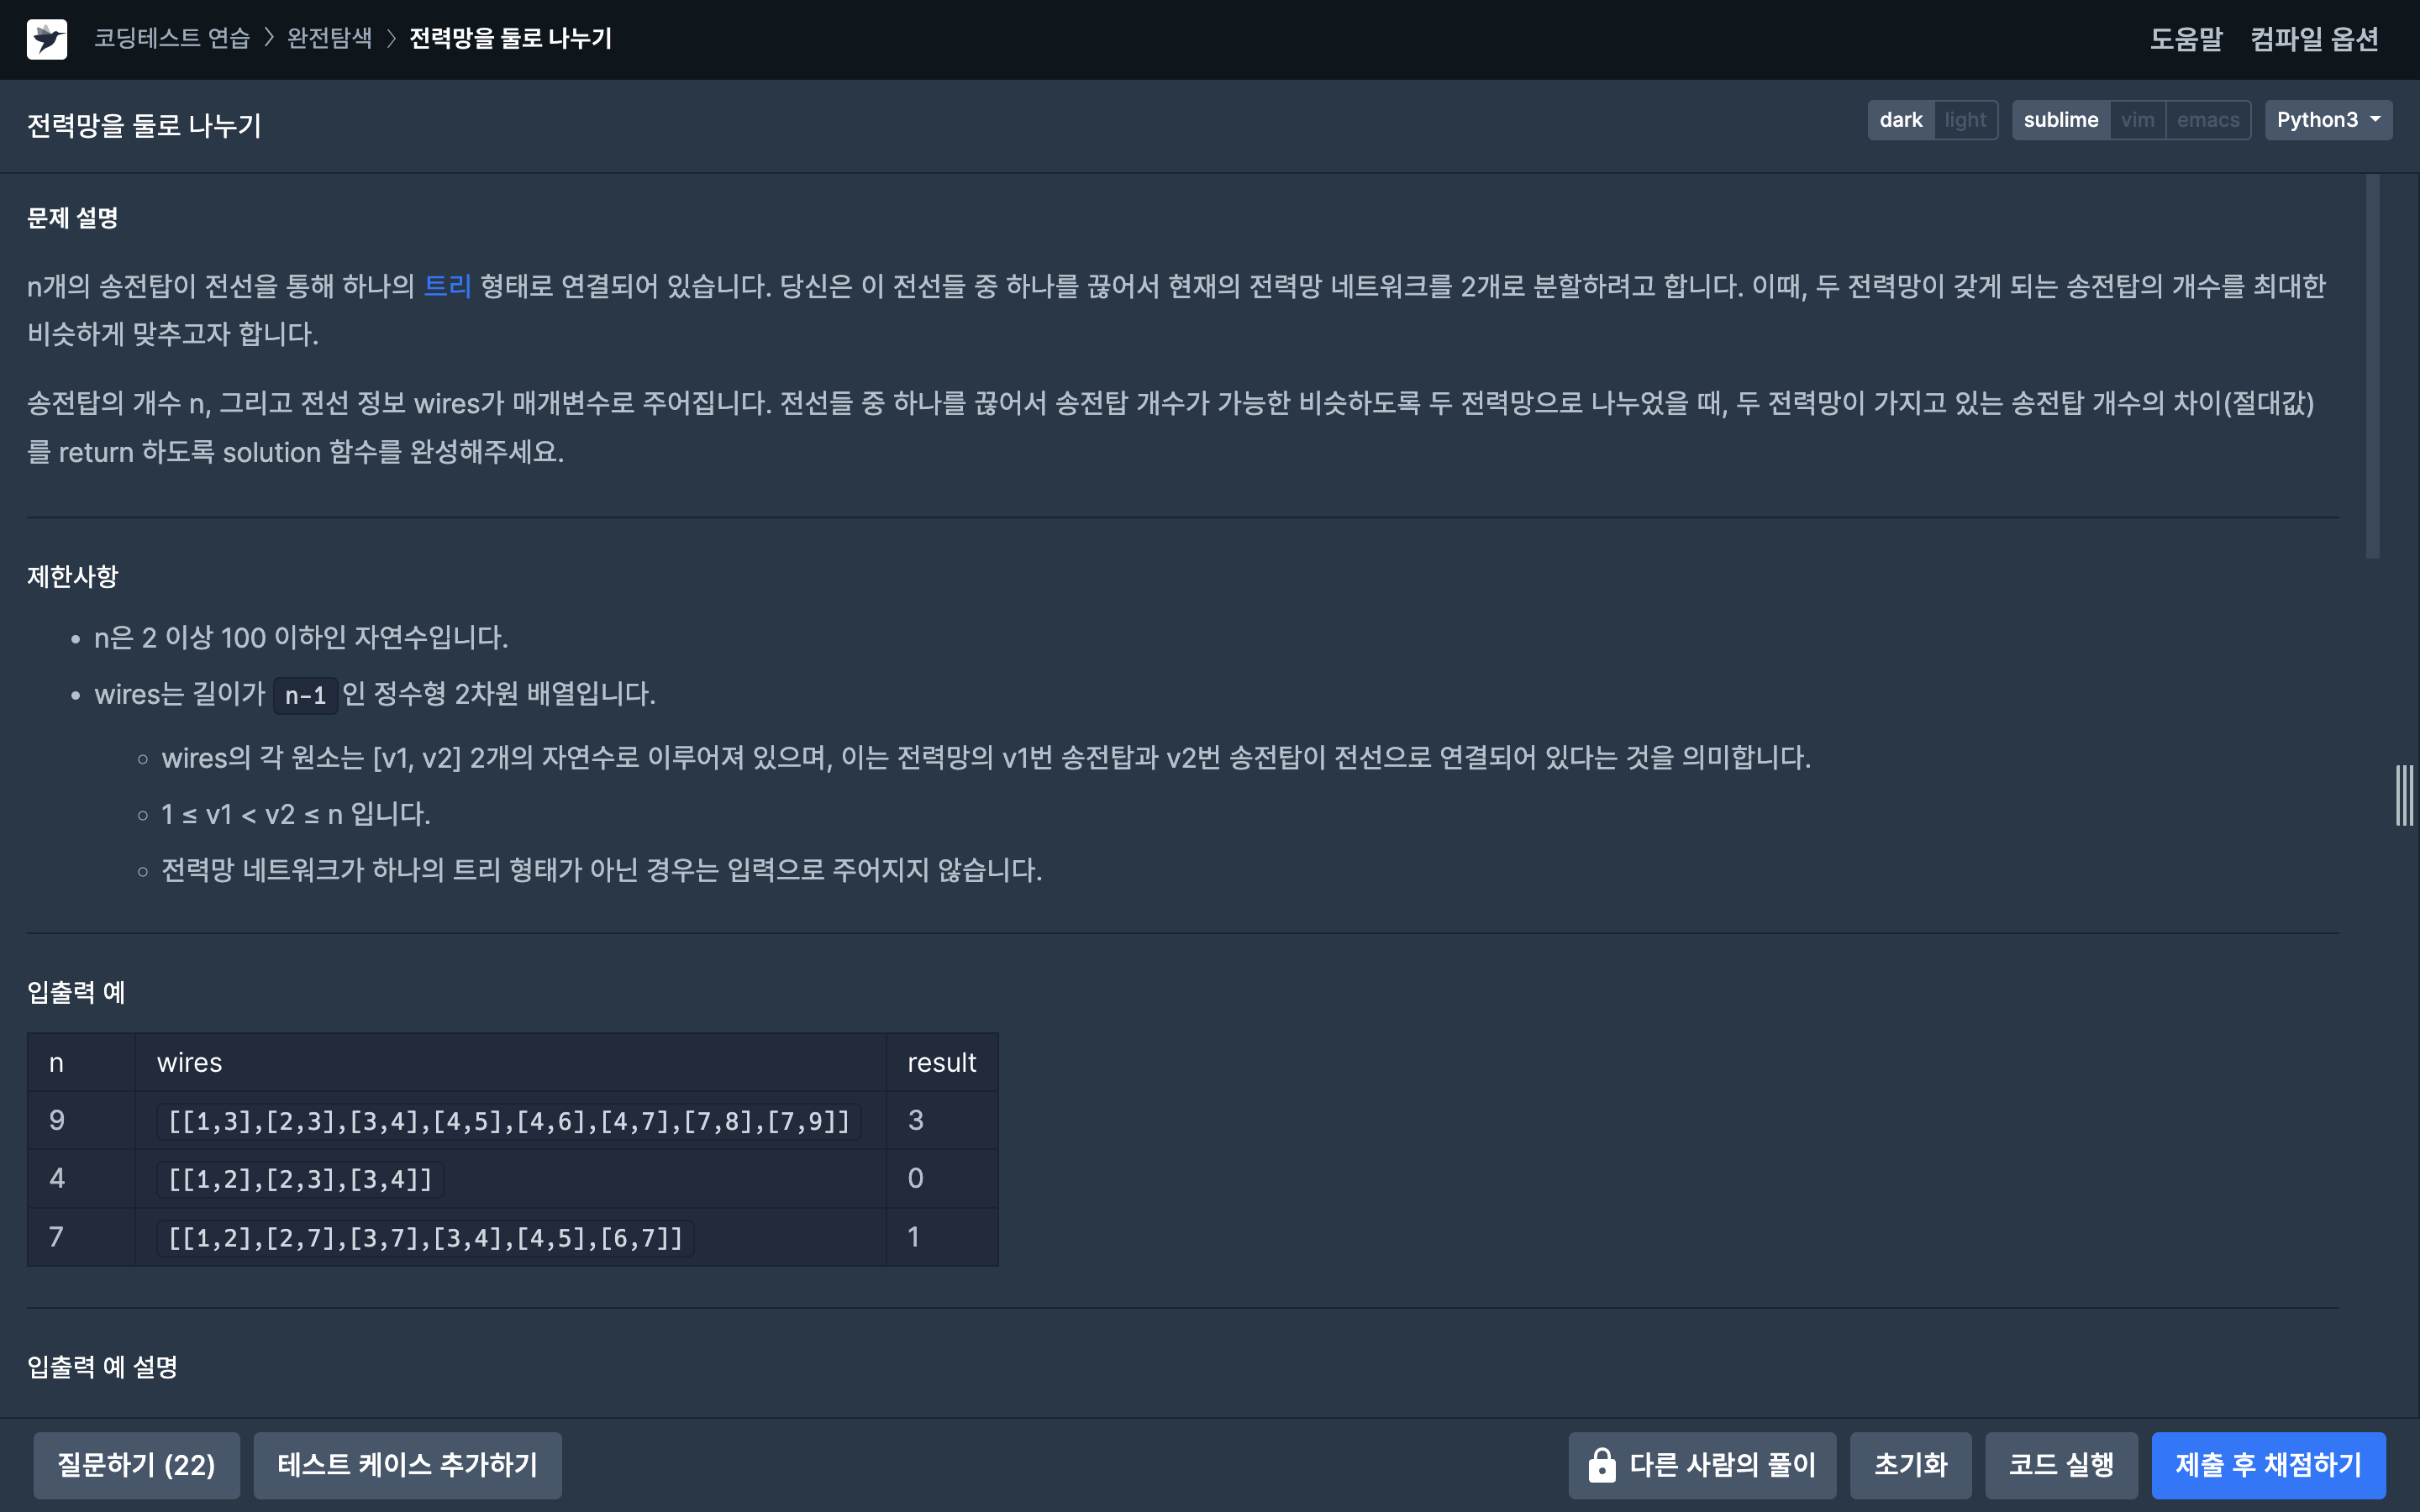 코딩테스트 연습 > 완전탐색 > 전력망을 둘로 나누기
도움말 컴파일 옵션
전력망을 둘로 나누기
dark light sublime vim emacs Python3
문제 설명
n개의 송전탑이 전선을 통해 하나의 트리 형태로 연결되어 있습니다. 당신은 이 전선들 중 하나를 끊어서 현재의 전력망 네트워크를 2개로 분할하려고 합니다. 이때, 두 전력망이 갖게 되는 송전탑의 개수를 최대한
비슷하게 맞추고자 합니다.
송전탑의 개수 n, 그리고 전선 정보 wires가 매개변수로 주어집니다. 전선들 중 하나를 끊어서 송전탑 개수가 가능한 비슷하도록 두 전력망으로 나누었을 때, 두 전력망이 가지고 있는 송전탑 개수의 차이(절대값)
를 return 하도록 solution 함수를 완성해주세요.
제한사항
• n은 2 이상 100 이하인 자연수입니다.
• wires는 길이가 n-1 인 정수형 2차원 배열입니다.
◦ wires의 각 원소는 [v1, v2] 2개의 자연수로 이루어져 있으며, 이는 전력망의 v1번 송전탑과 v2번 송전탑이 전선으로 연결되어 있다는 것을 의미합니다.
◦ 1 ≤ v1 < v2 ≤ n 입니다.
◦ 전력망 네트워크가 하나의 트리 형태가 아닌 경우는 입력으로 주어지지 않습니다.
입출력 예
n wires result
9 [[1,3],[2,3],[3,4],[4,5],[4,6],[4,7],[7,8],[7,9]] 3
4 [[1,2],[2,3],[3,4]] 0
7 [[1,2],[2,7],[3,7],[3,4],[4,5],[6,7]] 1
입출력 예 설명
질문하기 (22) 테스트 케이스 추가하기 다른 사람의 풀이 초기화 코드 실행 제출 후 채점하기